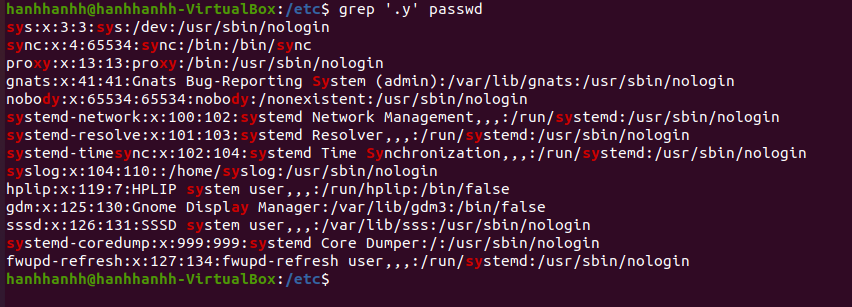 hanhhanhh@hanhhanhh-VirtualBox:/etc$ grep '.y' passwd
sys:x:3:3:sys:/dev:/usr/sbin/nologin
sync:x:4:65534:sync:/bin:/bin/sync
proxy:x:13:13:proxy:/bin:/usr/sbin/nologin
gnats:x:41:41:Gnats Bug-Reporting System (admin):/var/lib/gnats:/usr/sbin/nologin
nobody:x:65534:65534:nobody:/nonexistent:/usr/sbin/nologin
systemd-network:x:100:102:systemd Network Management,,,:/run/systemd:/usr/sbin/nologin
systemd-resolve:x:101:103:systemd Resolver,,,:/run/systemd:/usr/sbin/nologin
systemd-timesync:x:102:104:systemd Time Synchronization,,,:/run/systemd:/usr/sbin/nologin
syslog:x:104:110::/home/syslog:/usr/sbin/nologin
hplip:x:119:7:HPLIP system user,,,:/run/hplip:/bin/false
gdm:x:125:130:Gnome Display Manager:/var/lib/gdm3:/bin/false
sssd:x:126:131:SSSD system user,,,:/var/lib/sss:/usr/sbin/nologin
systemd-coredump:x:999:999:systemd Core Dumper:/:/usr/sbin/nologin
fwupd-refresh:x:127:134:fwupd-refresh user,,,:/run/systemd:/usr/sbin/nologin
hanhhanhh@hanhhanhh-VirtualBox:/etc$